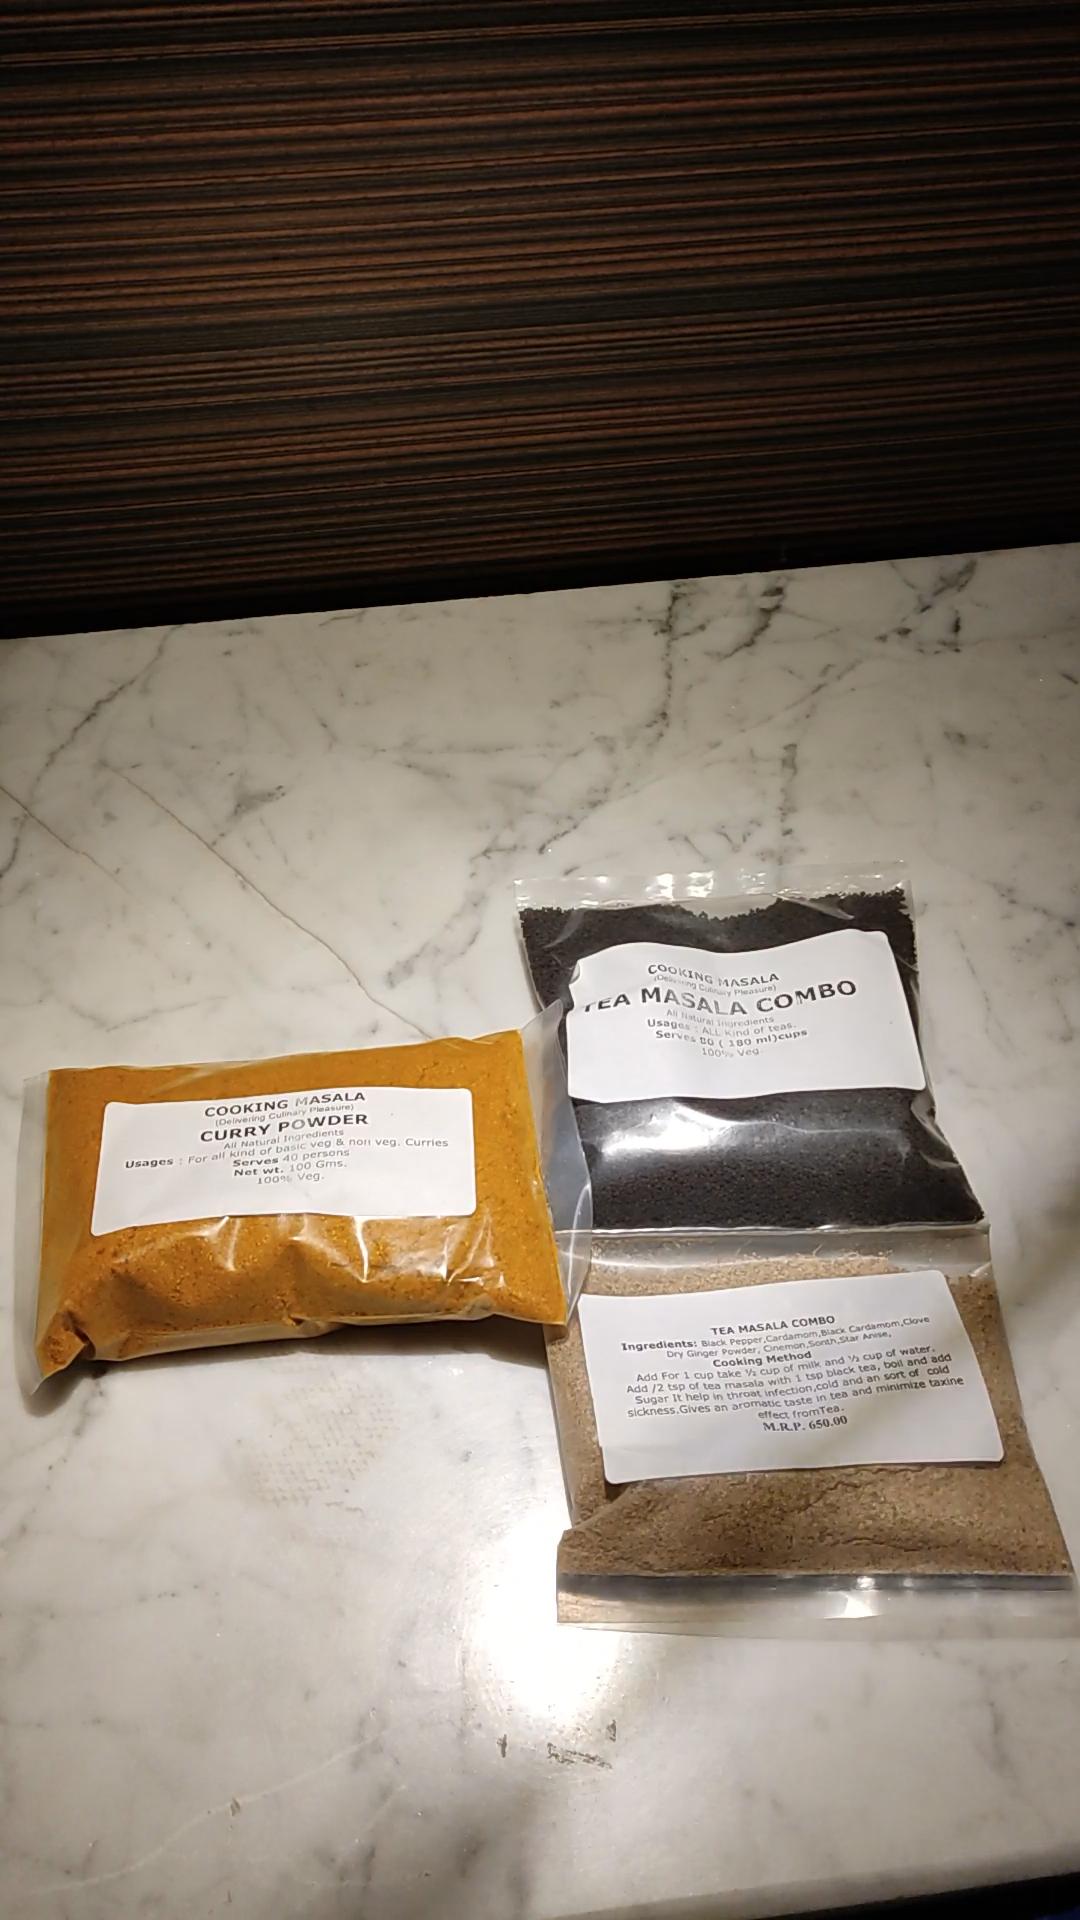 COOKING MASALA
(Delivering Culinary Pleasure)
TEA MASALA COMBO
All Natural Ingredients
Usages : ALL Kind of teas.
Serves 80 ( 180 ml)cups
100% Veg.
COOKING MASALA
(Delivering Culinary Pleasure)
CURRY POWDER
All Natural Ingredients
Usages : For all kind of basic veg & non veg. Curries
Serves 40 persons
Net wt. 100 Gms.
100% Veg.
TEA MASALA COMBO
Ingredients: Black Pepper,Cardamom,Black Cardamom,Clove
Dry Ginger Powder, Cinemon,Sonth,Star Anise,
Cooking Method
Add For 1 cup take ½ cup of milk and ½ cup of water.
Add /2 tsp of tea masala with 1 tsp black tea, boil and add
Sugar It help in throat infection,cold and an sort of cold
sickness.Gives an aromatic taste in tea and minimize taxine
effect fromTea.
M.R.P. 650.00